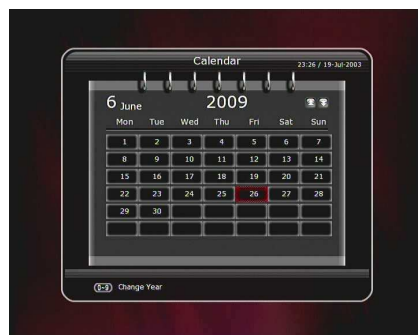 Calendar
23:26 / 19-Jul-2003
6 June 2009
Mon Tue Wed Thu Fri Sat Sun
1 2 3 4 5 6 7
8 9 10 11 12 13 14
15 16 17 18 19 20 21
22 23 24 25 26 27 28
29 30
0-9 Change Year